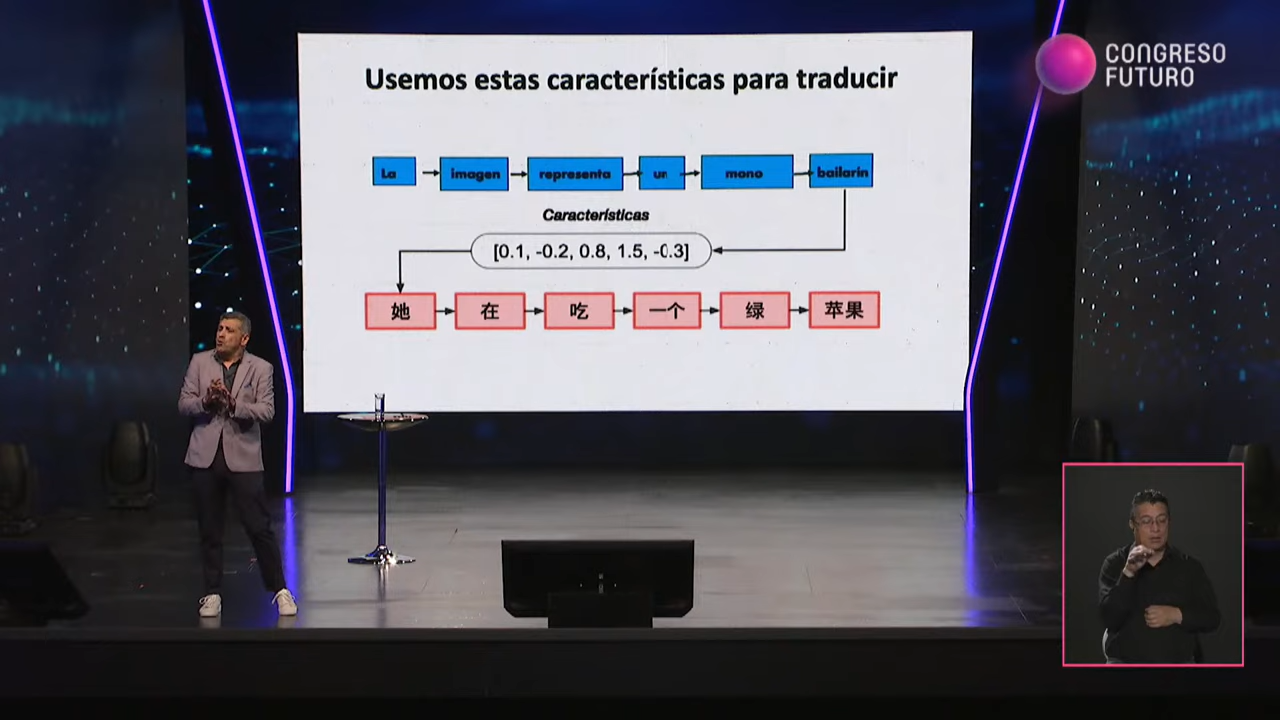 CONGRESO
FUTURO
Usemos estas características para traducir
La imagen representa un mono bailarín
Características
[0.1, -0.2, 0.8, 1.5, -0.3]
她 在 吃 一个 绿 苹果